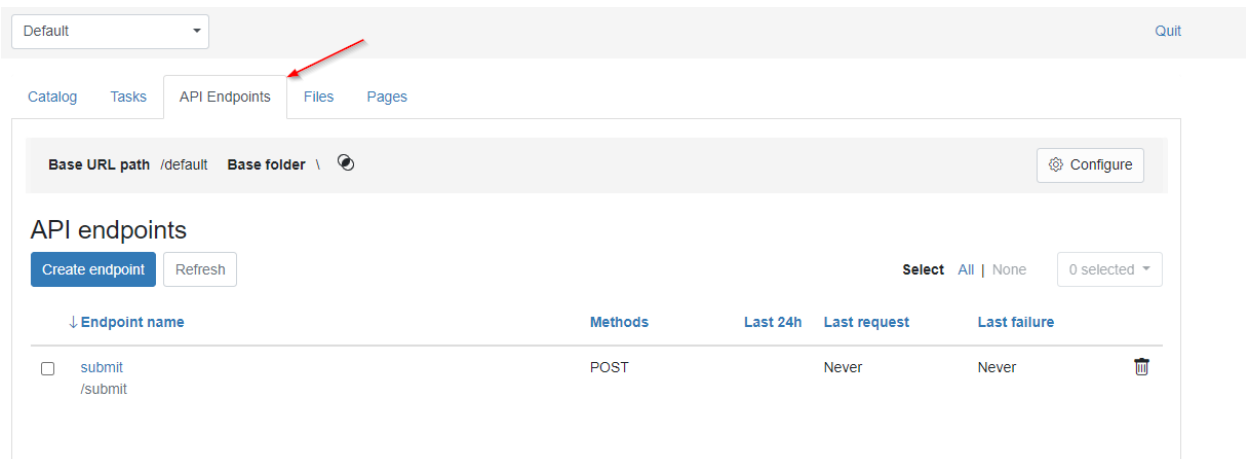 Default Quit
Catalog Tasks API Endpoints Files Pages
Base URL path /default Base folder \ Configure
API endpoints
Create endpoint Refresh Select All | None 0 selected
↓ Endpoint name Methods Last 24h Last request Last failure
submit POST Never Never
/submit